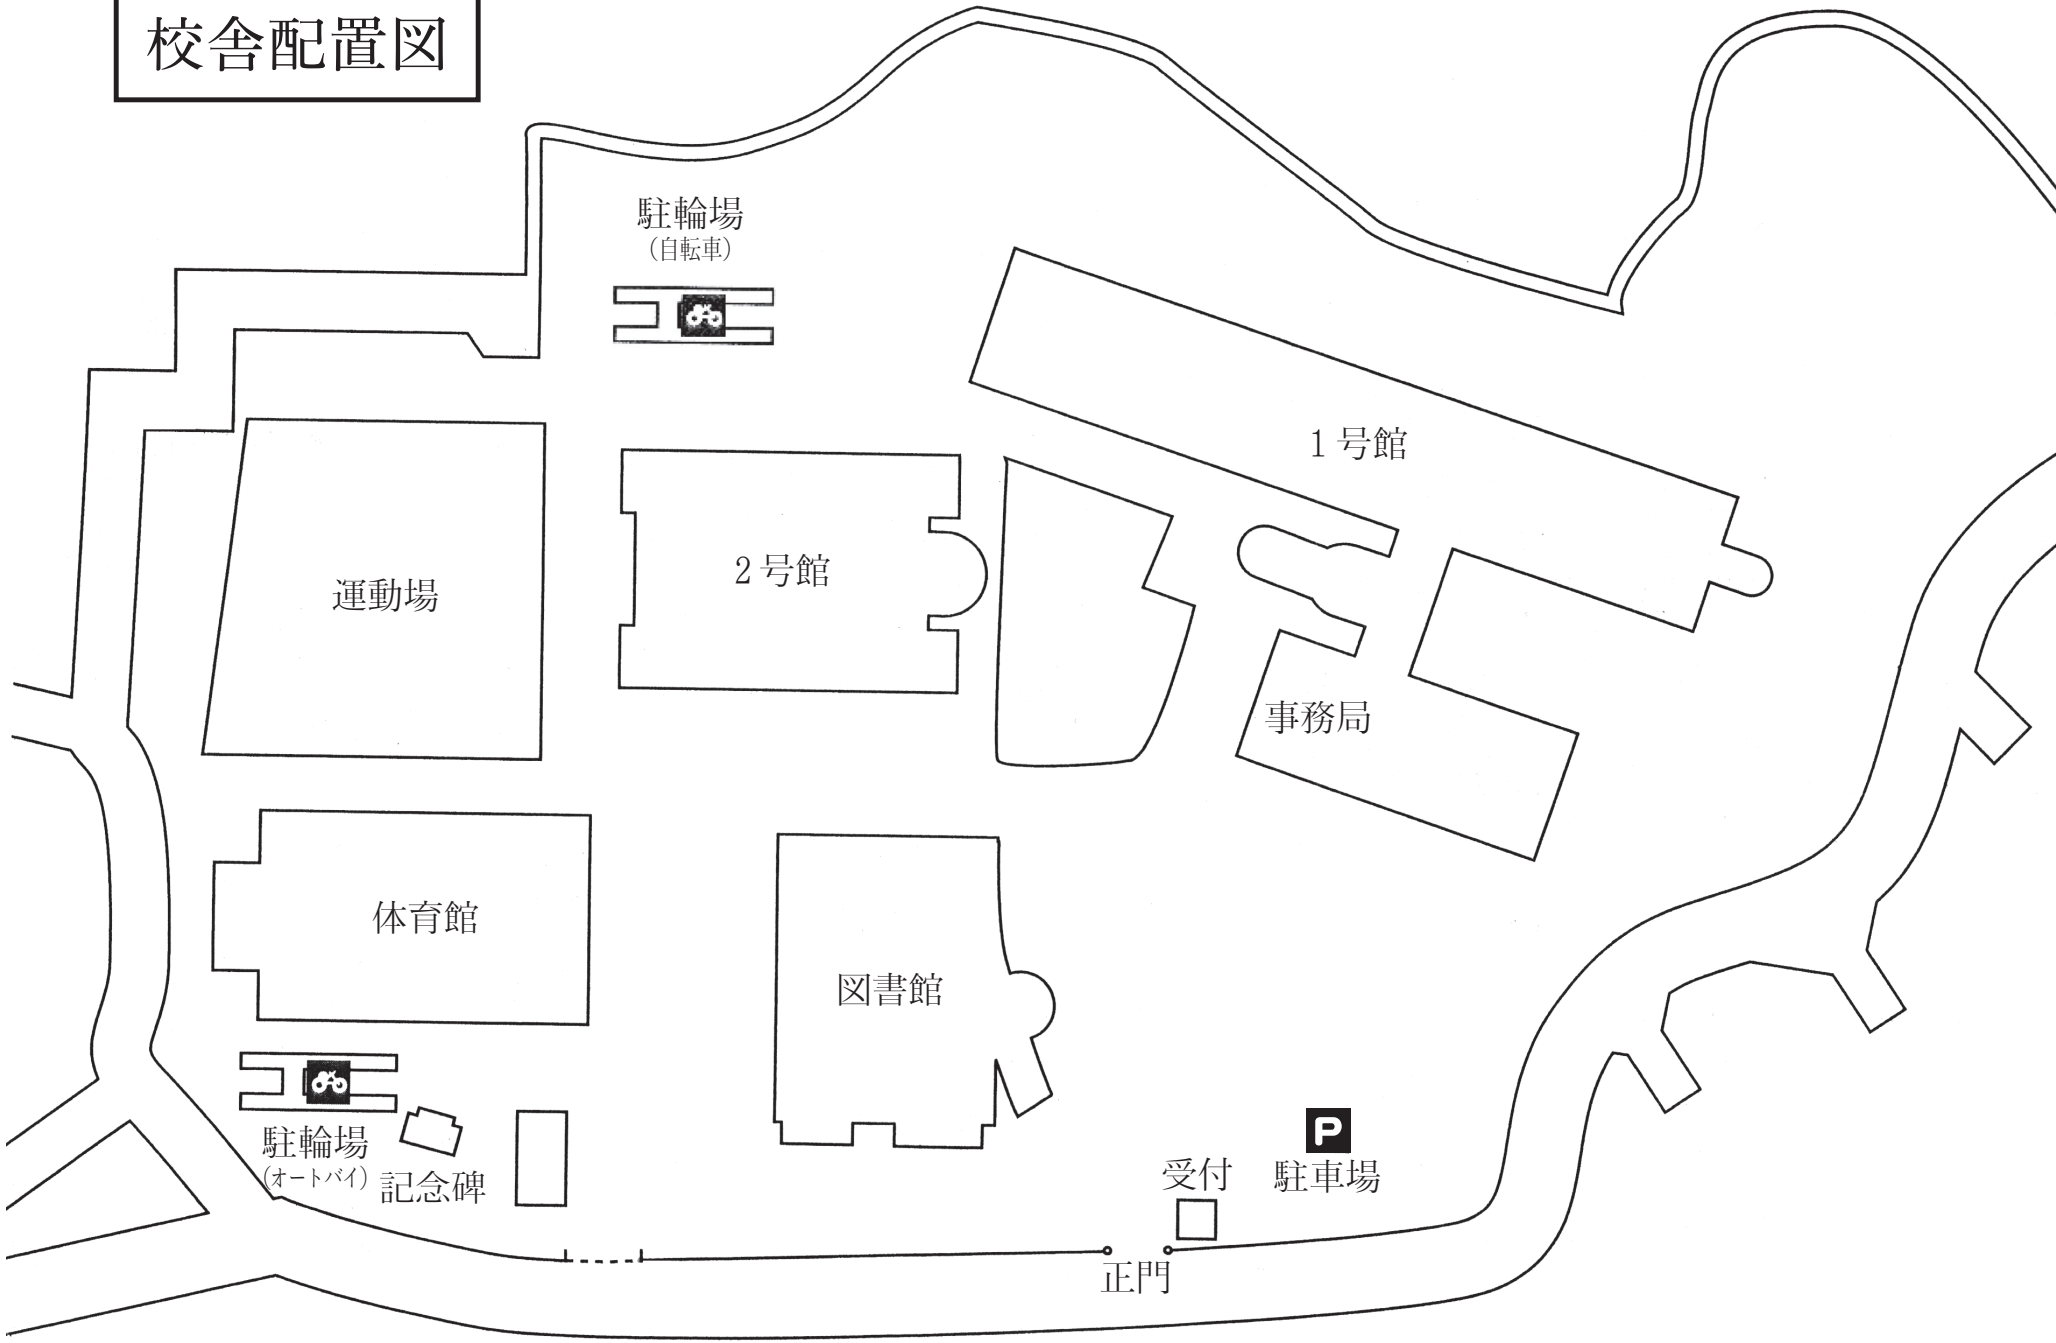 校舎配置図
駐輪場
（自転車）
1号館
2号館
運動場
事務局
体育館
図書館
駐輪場
（オートバイ）
記念碑
P
受付
駐車場
正門